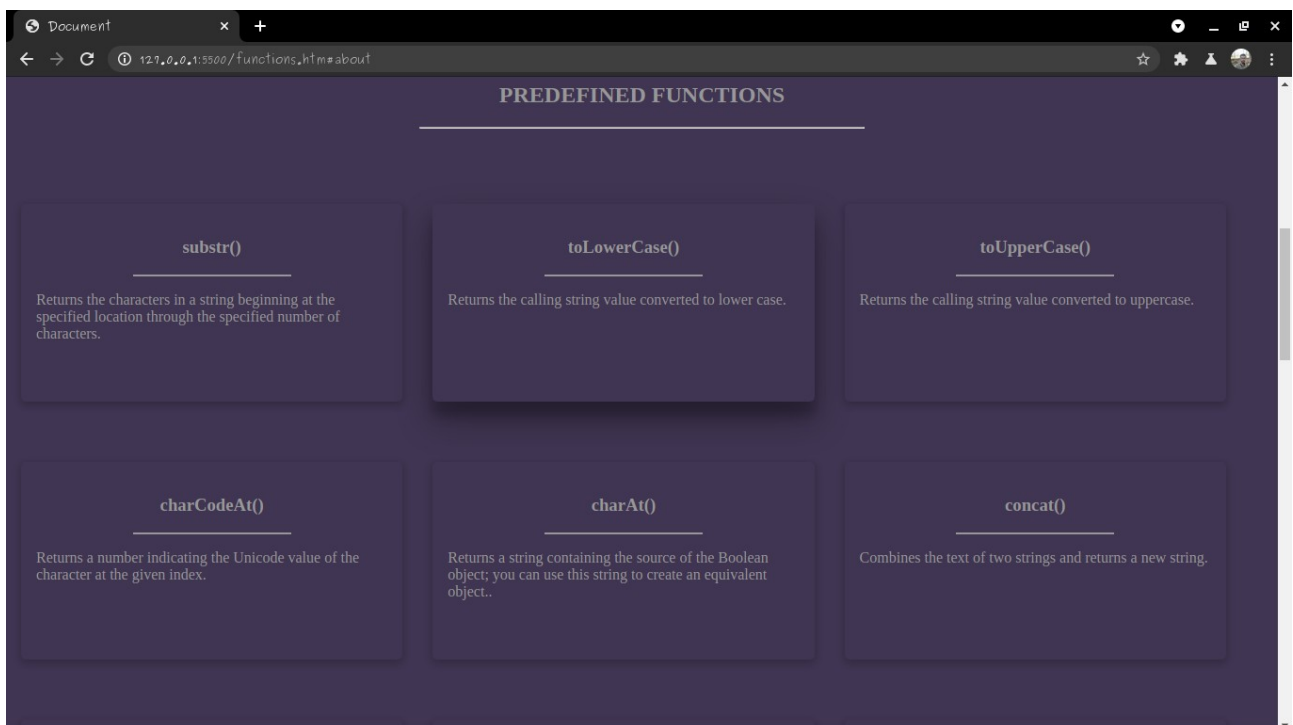 Document
127.0.0.1:5500/functions.htm#about
PREDEFINED FUNCTIONS
substr()
Returns the characters in a string beginning at the
specified location through the specified number of
characters.
toLowerCase()
Returns the calling string value converted to lower case.
toUpperCase()
Returns the calling string value converted to uppercase.
charCodeAt()
Returns a number indicating the Unicode value of the
character at the given index.
charAt()
Returns a string containing the source of the Boolean
object; you can use this string to create an equivalent
object..
concat()
Combines the text of two strings and returns a new string.